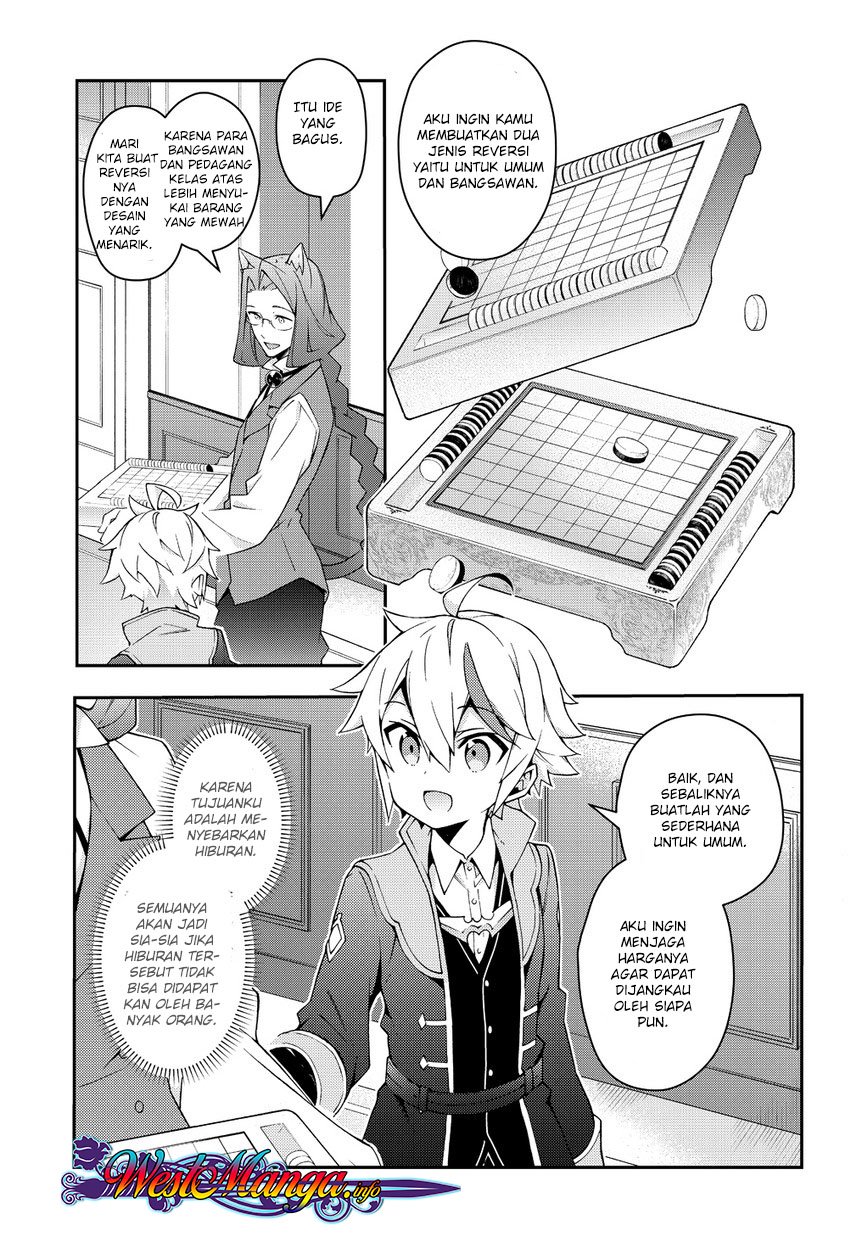 AKU INGIN KAMU
MEMBUATKAN DUA
JENIS REVERSI
YAITU UNTUK UMUM
DAN BANGSAWAN.
ITU IDE
YANG
BAGUS.
KARENA PARA
BANGSAWAN
DAN PEDAGANG
KELAS ATAS
LEBIH MENYU-
KAI BARANG
YANG MEWAH
MARI
KITA BUAT
REVERSI
NYA
DENGAN
DESAIN
YANG
MENARIK.
BAIK, DAN
SEBALIKNYA
BUATLAH YANG
SEDERHANA
UNTUK UMUM.
AKU INGIN
MENJAGA
HARGANYA
AGAR DAPAT
DIJANGKAU
OLEH SIAPA
PUN.
KARENA
TUJUANKU
ADALAH ME-
NYEBARKAN
HIBURAN.
SEMUANYA
AKAN JADI
SIA-SIA JIKA
HIBURAN TER-
SEBUT TIDAK
BISA DIDAPAT
KAN OLEH BA-
NYAK ORANG.
WestManga.info